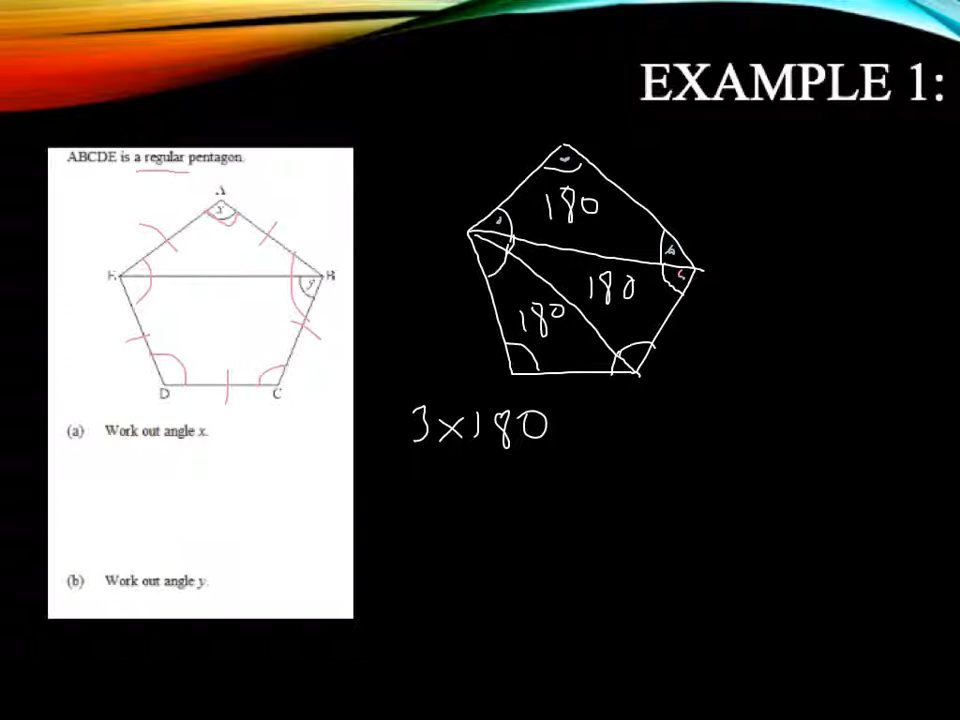 EXAMPLE 1:
ABCDE is a regular pentagon.
A
x
E
B
y
D
C
(a) Work out angle x.
(b) Work out angle y.
180
180
180
3×180